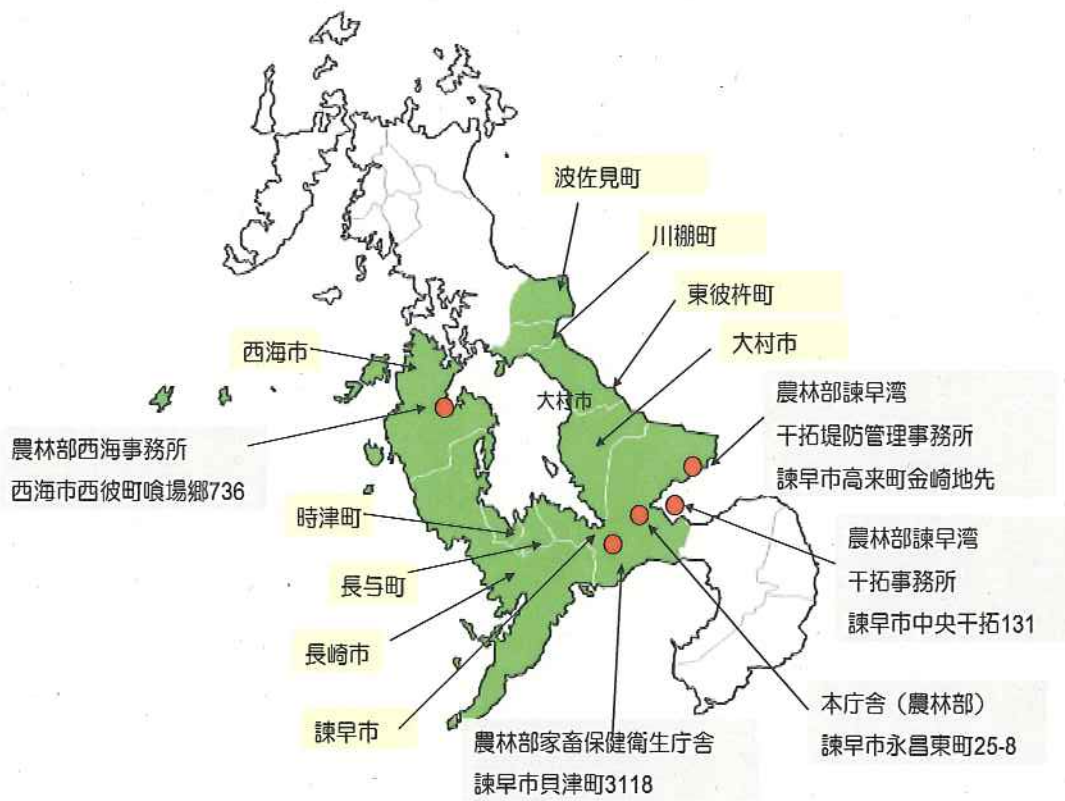 波佐見町
川棚町
東彼杵町
大村市
西海市
大村市
農林部諫早湾
干拓堤防管理事務所
諫早市高来町金崎地先
農林部西海事務所
西海市西彼町喰場郷736
時津町
農林部諫早湾
干拓事務所
諫早市中央干拓131
長与町
長崎市
本庁舎（農林部）
諫早市永昌東町25-8
諫早市
農林部家畜保健衛生庁舎
諫早市貝津町3118